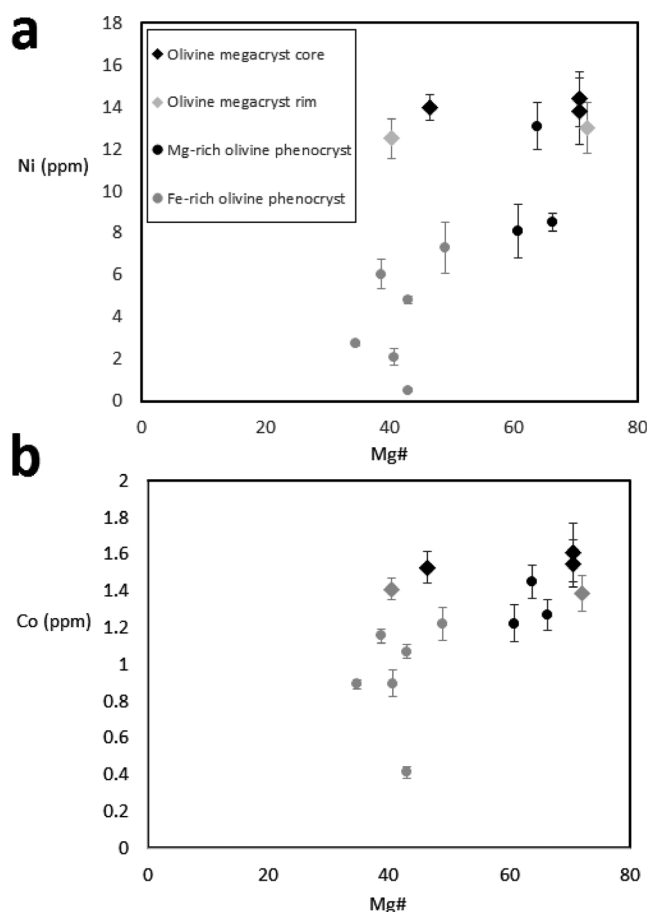 a
18
16
14
12
10
8
6
4
2
0
Ni (ppm)
Olivine megacryst core
Olivine megacryst rim
Mg-rich olivine phenocryst
Fe-rich olivine phenocryst
0 20 40 60 80
Mg#
b
2
1.8
1.6
1.4
1.2
1
0.8
0.6
0.4
0.2
0
Co (ppm)
0 20 40 60 80
Mg#